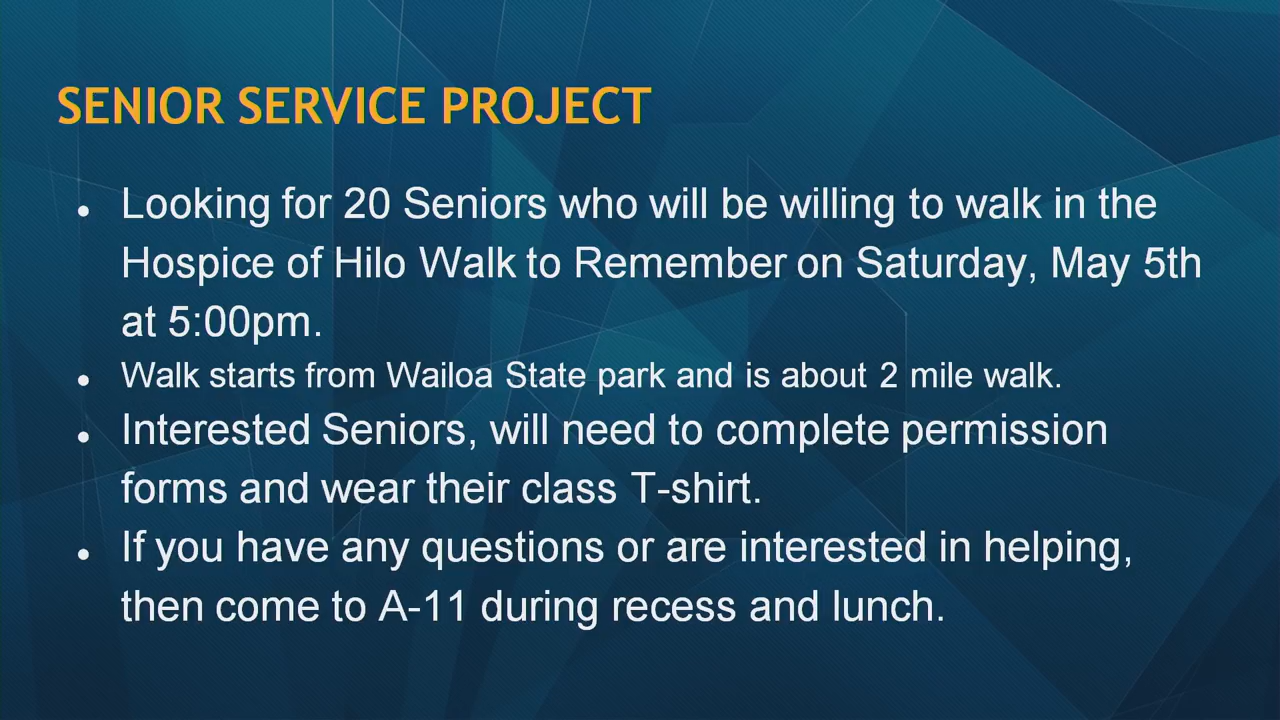 SENIOR SERVICE PROJECT
Looking for 20 Seniors who will be willing to walk in the
Hospice of Hilo Walk to Remember on Saturday, May 5th
at 5:00pm.
Walk starts from Wailoa State park and is about 2 mile walk.
Interested Seniors, will need to complete permission
forms and wear their class T-shirt.
If you have any questions or are interested in helping,
then come to A-11 during recess and lunch.